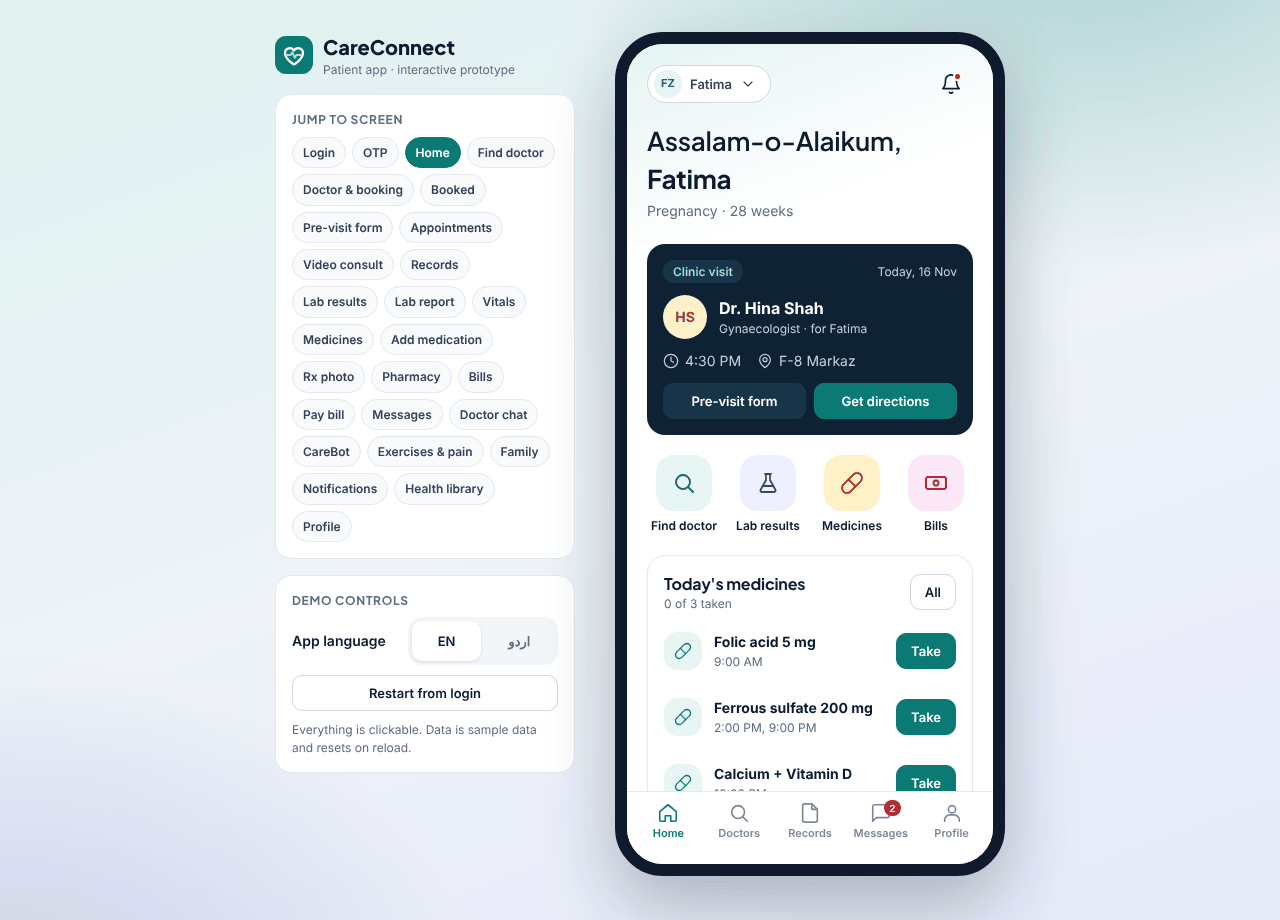 CareConnect
Patient app · interactive prototype
JUMP TO SCREEN
Login OTP Home Find doctor
Doctor & booking Booked
Pre-visit form Appointments
Video consult Records
Lab results Lab report Vitals
Medicines Add medication
Rx photo Pharmacy Bills
Pay bill Messages Doctor chat
CareBot Exercises & pain Family
Notifications Health library
Profile
DEMO CONTROLS
App language EN اردو
Restart from login
Everything is clickable. Data is sample data
and resets on reload.
FZ Fatima
Assalam-o-Alaikum,
Fatima
Pregnancy · 28 weeks
Clinic visit Today, 16 Nov
HS Dr. Hina Shah
Gynaecologist · for Fatima
4:30 PM F-8 Markaz
Pre-visit form Get directions
Find doctor Lab results Medicines Bills
Today's medicines
0 of 3 taken
All
Folic acid 5 mg
9:00 AM
Take
Ferrous sulfate 200 mg
2:00 PM, 9:00 PM
Take
Calcium + Vitamin D
Take
2
Home Doctors Records Messages Profile